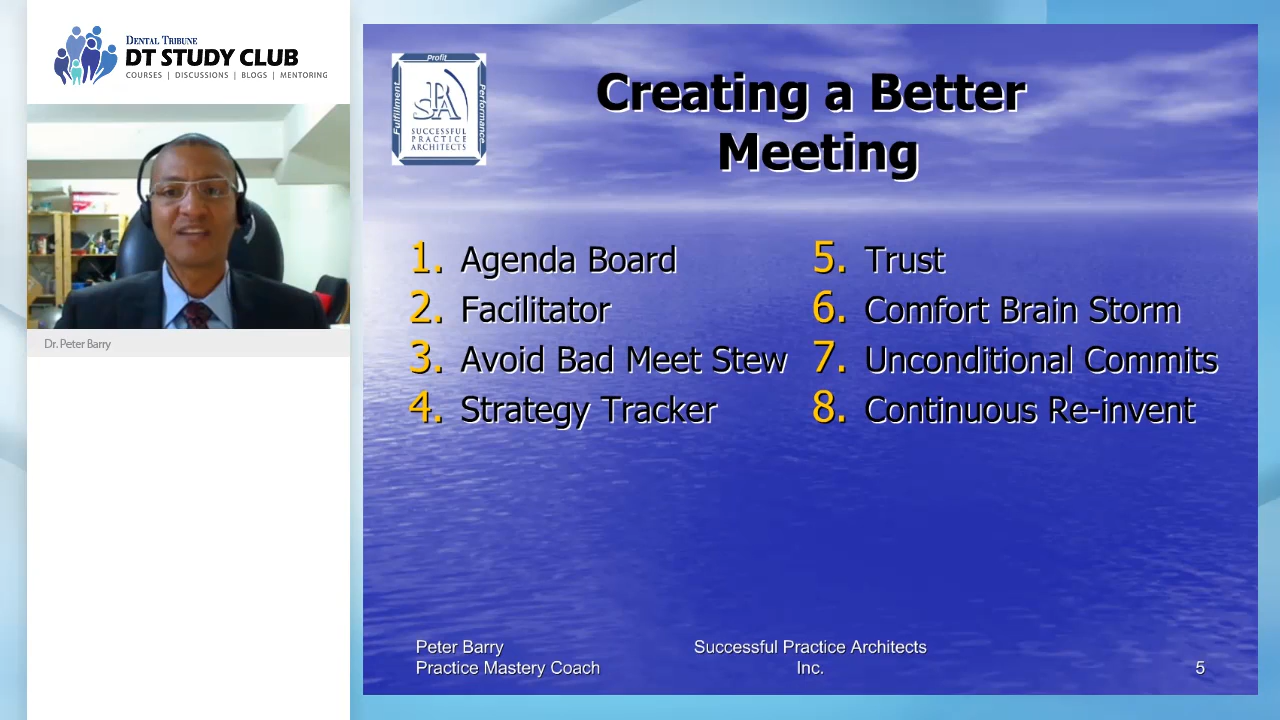 DENTAL TRIBUNE
DT STUDY CLUB
COURSES | DISCUSSIONS | BLOGS | MENTORING
Dr. Peter Barry
Profit
Fulfillment
Performance
SPA
SUCCESSFUL
PRACTICE
ARCHITECTS
Creating a Better
Meeting
1. Agenda Board
2. Facilitator
3. Avoid Bad Meet Stew
4. Strategy Tracker
5. Trust
6. Comfort Brain Storm
7. Unconditional Commits
8. Continuous Re-invent
Peter Barry
Practice Mastery Coach
Successful Practice Architects
Inc.
5